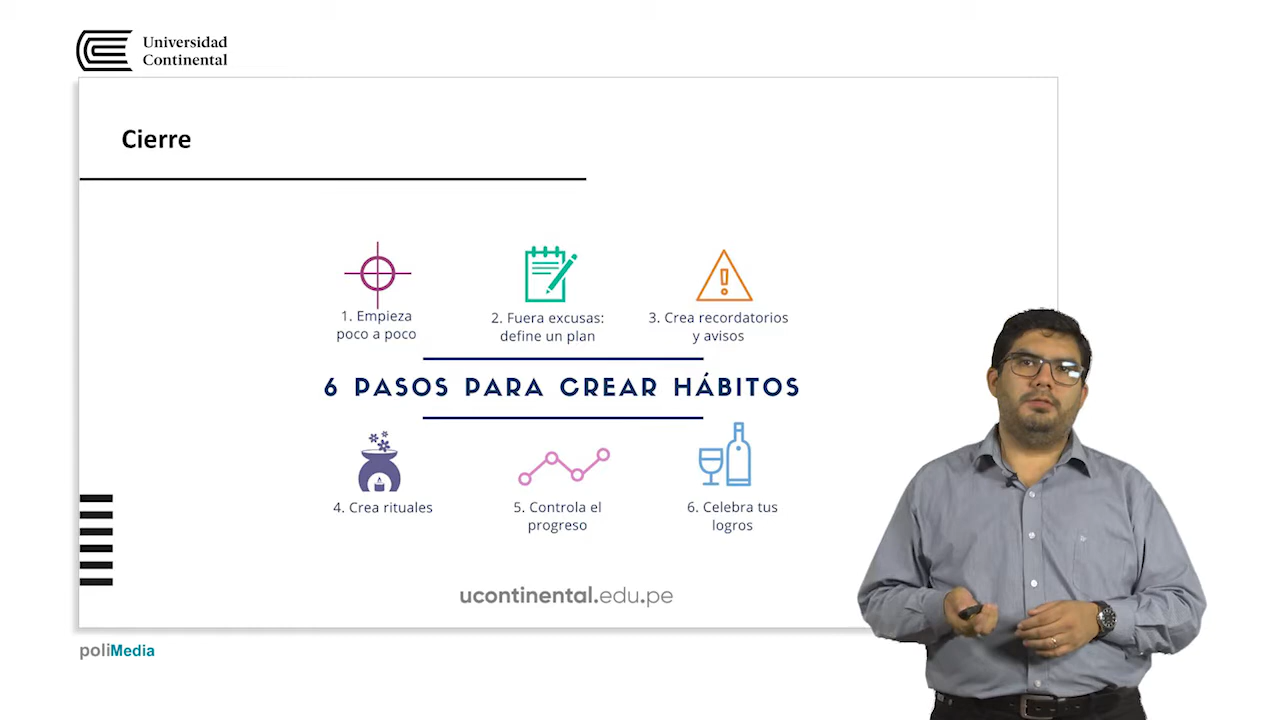 Universidad
Continental
Cierre
1. Empieza
poco a poco
2. Fuera excusas:
define un plan
3. Crea recordatorios
y avisos
6 PASOS PARA CREAR HÁBITOS
4. Crea rituales
5. Controla el
progreso
6. Celebra tus
logros
ucontinental.edu.pe
poliMedia